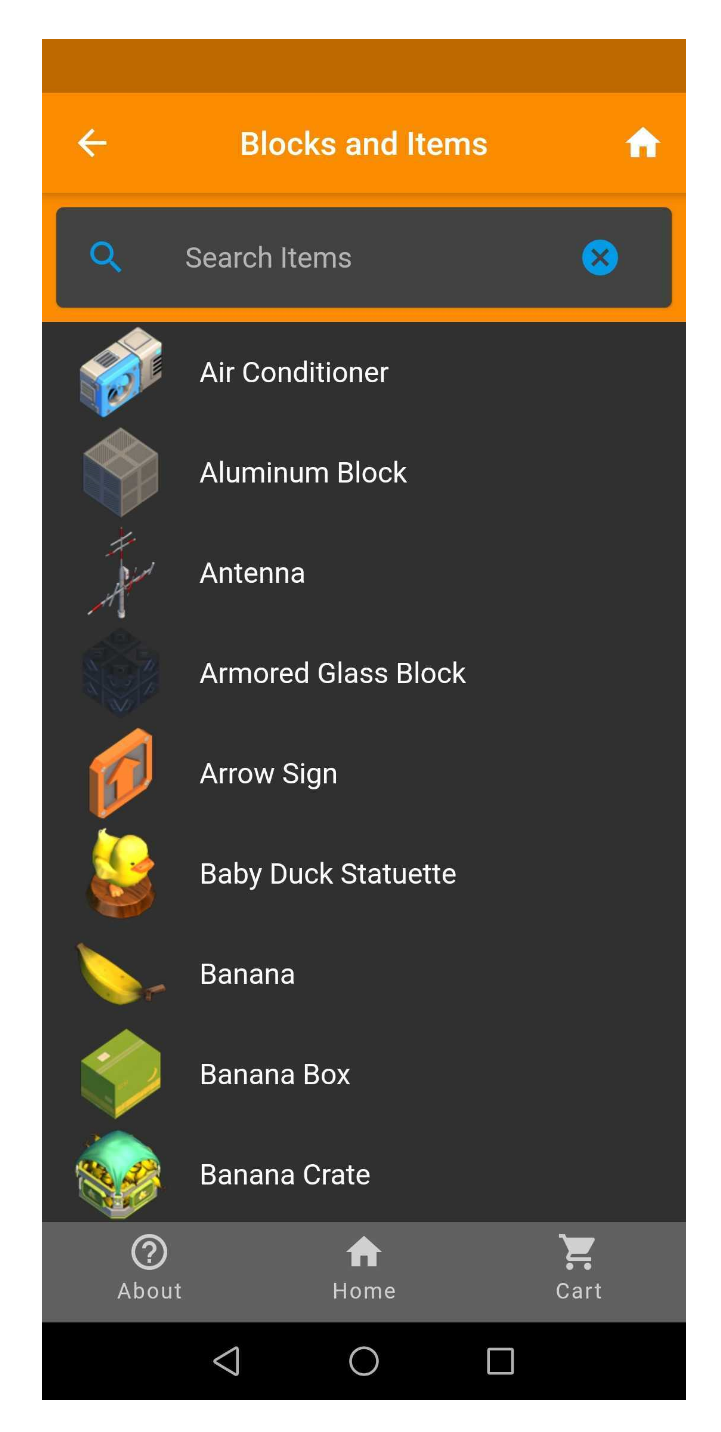 Blocks and Items
Search Items
Air Conditioner
Aluminum Block
Antenna
Armored Glass Block
Arrow Sign
Baby Duck Statuette
Banana
Banana Box
Banana Crate
About Home Cart